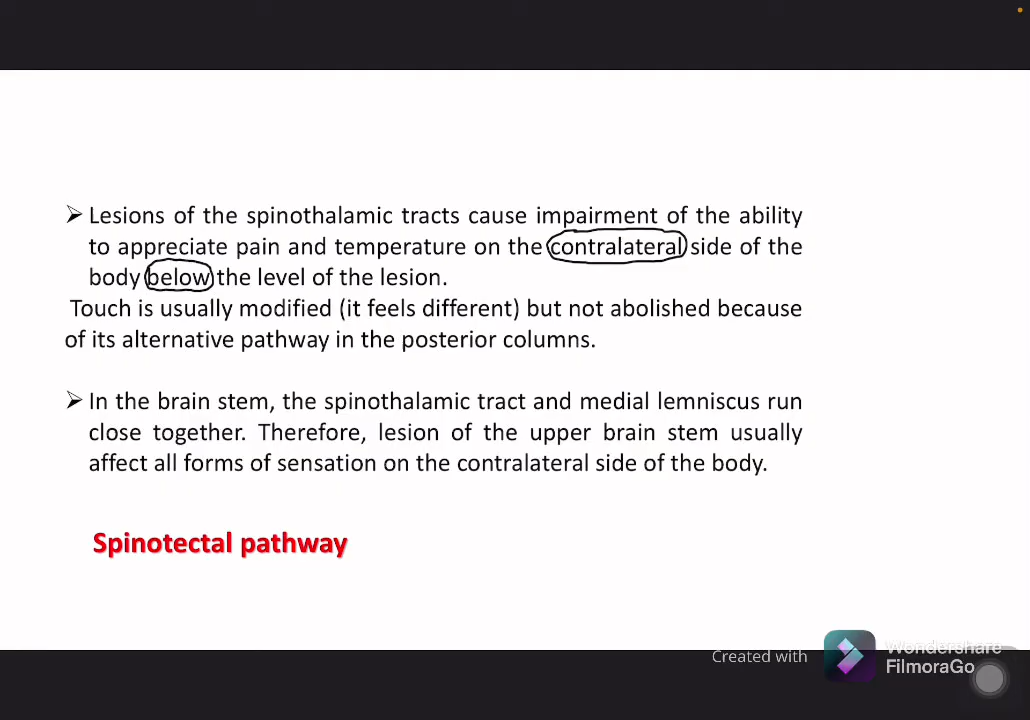 ➢ Lesions of the spinothalamic tracts cause impairment of the ability
to appreciate pain and temperature on the contralateral side of the
body below the level of the lesion.
Touch is usually modified (it feels different) but not abolished because
of its alternative pathway in the posterior columns.
➢ In the brain stem, the spinothalamic tract and medial lemniscus run
close together. Therefore, lesion of the upper brain stem usually
affect all forms of sensation on the contralateral side of the body.
Spinotectal pathway
Created with
Wondershare
FilmoraGo